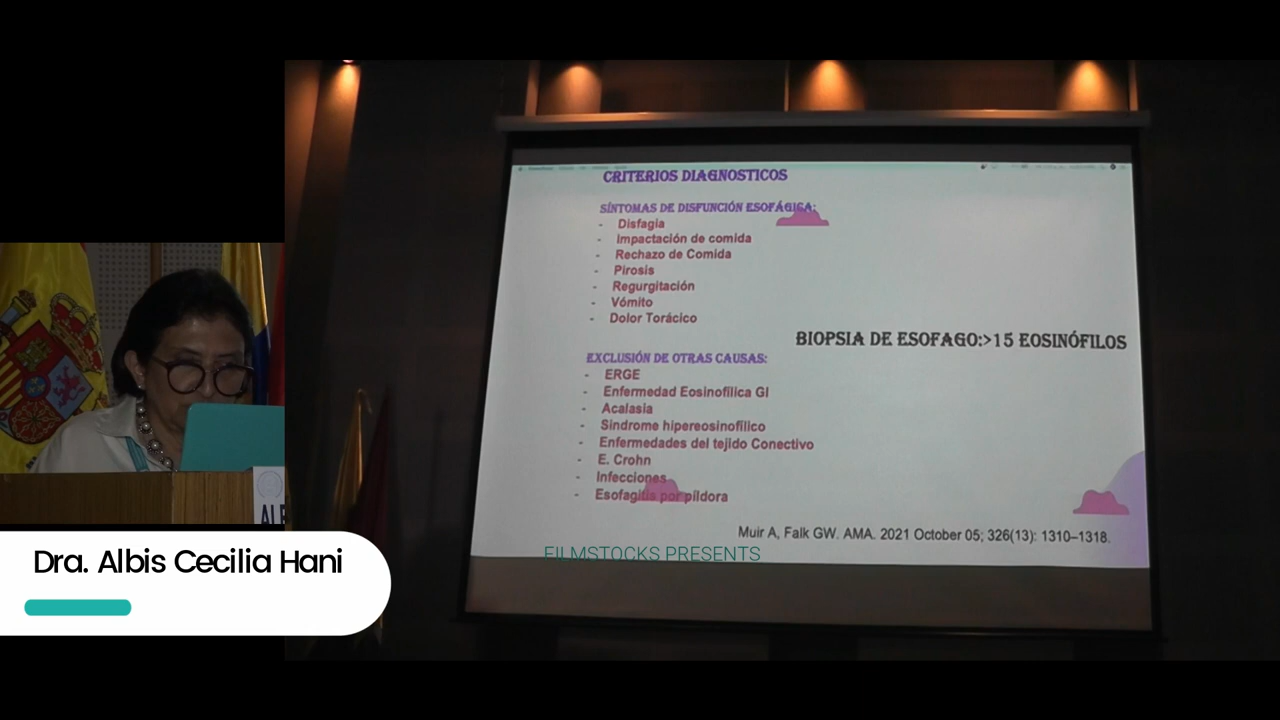 CRITERIOS DIAGNOSTICOS
SÍNTOMAS DE DISFUNCIÓN ESOFÁGICA:
- Disfagia
- Impactación de comida
- Rechazo de Comida
- Pirosis
- Regurgitación
- Vómito
- Dolor Torácico
BIOPSIA DE ESOFAGO:>15 EOSINÓFILOS
EXCLUSIÓN DE OTRAS CAUSAS:
- ERGE
- Enfermedad Eosinofílica GI
- Acalasia
- Sindrome hipereosinofílico
- Enfermedades del tejido Conectivo
- E. Crohn
- Infecciones
- Esofagitis por píldora
Muir A, Falk GW. AMA. 2021 October 05; 326(13): 1310–1318.
FILMSTOCKS PRESENTS
Dra. Albis Cecilia Hani